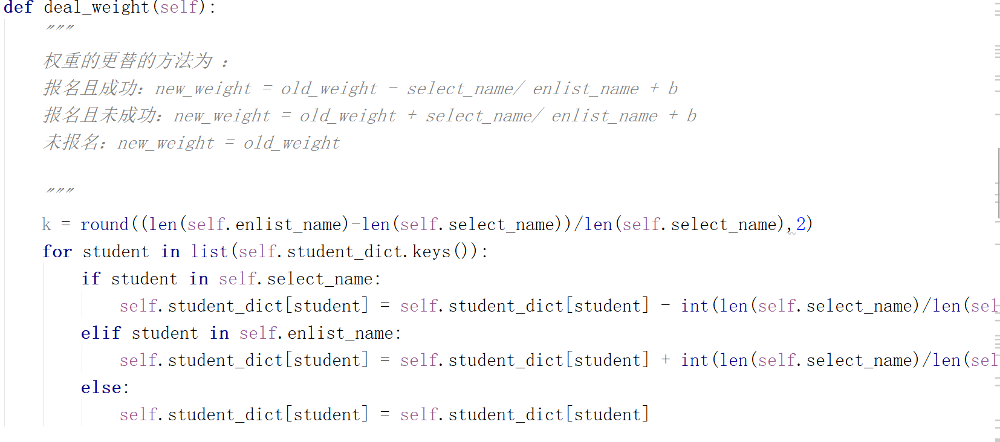 def deal_weight(self):
    """
    权重的更替的方法为 :
    报名且成功: new_weight = old_weight - select_name/ enlist_name + b
    报名且未成功: new_weight = old_weight + select_name/ enlist_name + b
    未报名: new_weight = old_weight
    """
    k = round((len(self.enlist_name)-len(self.select_name))/len(self.select_name),2)
    for student in list(self.student_dict.keys()):
        if student in self.select_name:
            self.student_dict[student] = self.student_dict[student] - int(len(self.select_name)/len(sel
        elif student in self.enlist_name:
            self.student_dict[student] = self.student_dict[student] + int(len(self.select_name)/len(sel
        else:
            self.student_dict[student] = self.student_dict[student]